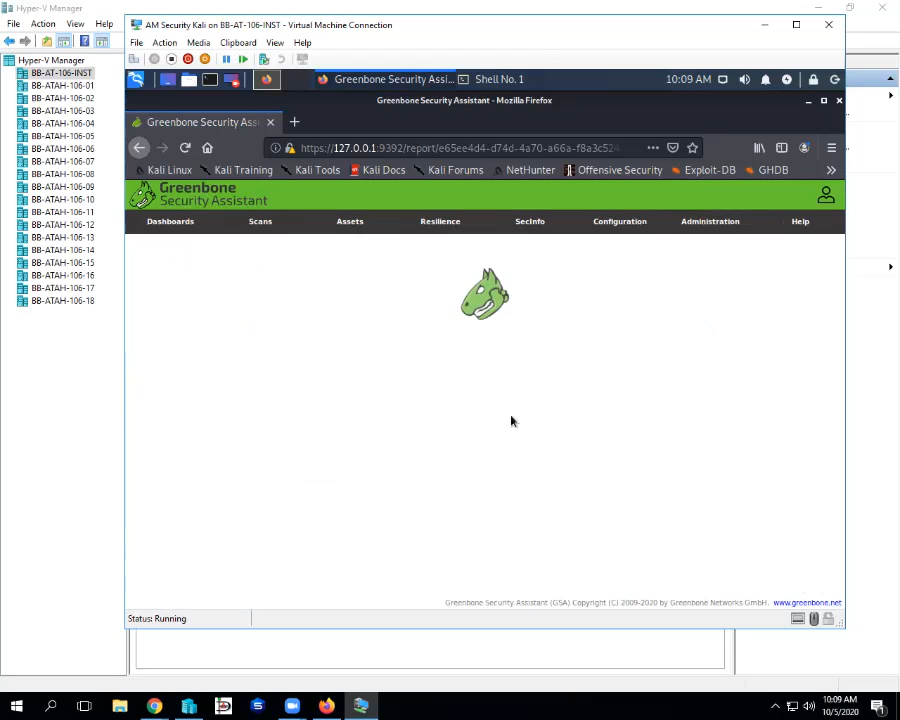 Hyper-V Manager
File Action View Help
Hyper-V Manager
BB-AT-106-INST
BB-ATAH-106-01
BB-ATAH-106-02
BB-ATAH-106-03
BB-ATAH-106-04
BB-ATAH-106-05
BB-ATAH-106-06
BB-ATAH-106-07
BB-ATAH-106-08
BB-ATAH-106-09
BB-ATAH-106-10
BB-ATAH-106-11
BB-ATAH-106-12
BB-ATAH-106-13
BB-ATAH-106-14
BB-ATAH-106-15
BB-ATAH-106-16
BB-ATAH-106-17
BB-ATAH-106-18
AM Security Kali on BB-AT-106-INST - Virtual Machine Connection
File Action Media Clipboard View Help
Greenbone Security Assi... Shell No. 1 10:09 AM
Greenbone Security Assistant - Mozilla Firefox
Greenbone Security Ass
https://127.0.0.1:9392/report/e65ee4d4-d74d-4a70-a66a-f8a3c524
Kali Linux Kali Training Kali Tools Kali Docs Kali Forums NetHunter Offensive Security Exploit-DB GHDB
Greenbone
Security Assistant
Dashboards Scans Assets Resilience SecInfo Configuration Administration Help
Greenbone Security Assistant (GSA) Copyright (C) 2009-2020 by Greenbone Networks GmbH. www.greenbone.net
Status: Running
10:09 AM
10/5/2020